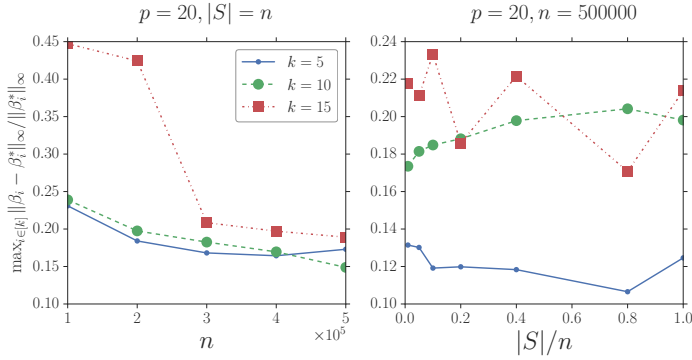 p = 20, |S| = n
p = 20, n = 500000
max_{i∈[k]} ||β_i − β_i^*||_∞ / ||β_i^*||_∞
0.45
0.40
0.35
0.30
0.25
0.20
0.15
0.10
k = 5
k = 10
k = 15
1 2 3 4 5
×10^5
n
0.26
0.24
0.22
0.20
0.18
0.16
0.14
0.12
0.10
0.0 0.2 0.4 0.6 0.8 1.0
|S|/n